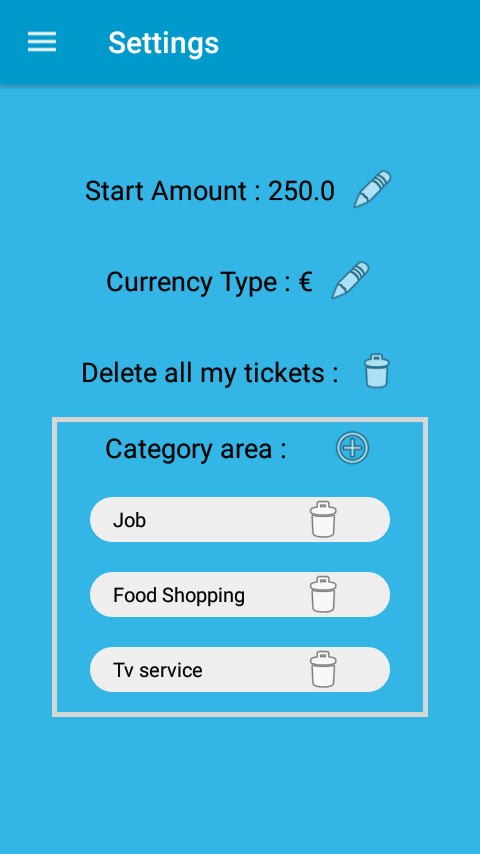 Settings
Start Amount : 250.0
Currency Type : €
Delete all my tickets :
Category area :
Job
Food Shopping
Tv service